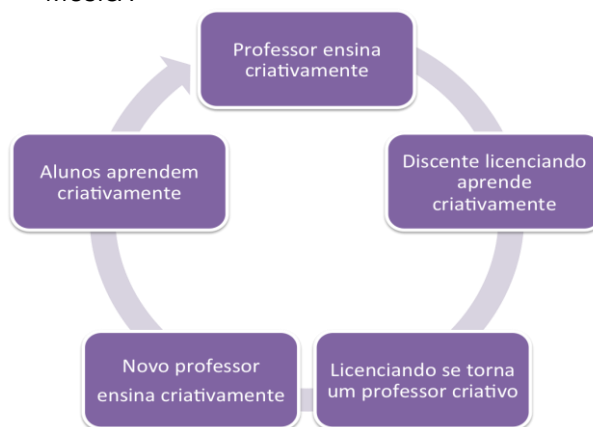 Professor ensina
criativamente
Discente licenciando
aprende
criativamente
Licenciando se torna
um professor criativo
Novo professor
ensina criativamente
Alunos aprendem
criativamente